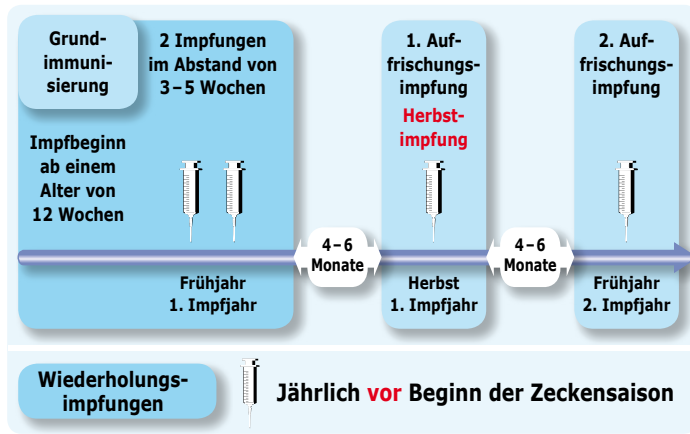 Grund-
immuni-
sierung
2 Impfungen
im Abstand von
3–5 Wochen
Impfbeginn
ab einem
Alter von
12 Wochen
Frühjahr
1. Impfjahr
4–6
Monate
1. Auf-
frischungs-
impfung
Herbst-
impfung
Herbst
1. Impfjahr
4–6
Monate
2. Auf-
frischungs-
impfung
Frühjahr
2. Impfjahr
Wiederholungs-
impfungen
Jährlich vor Beginn der Zeckensaison